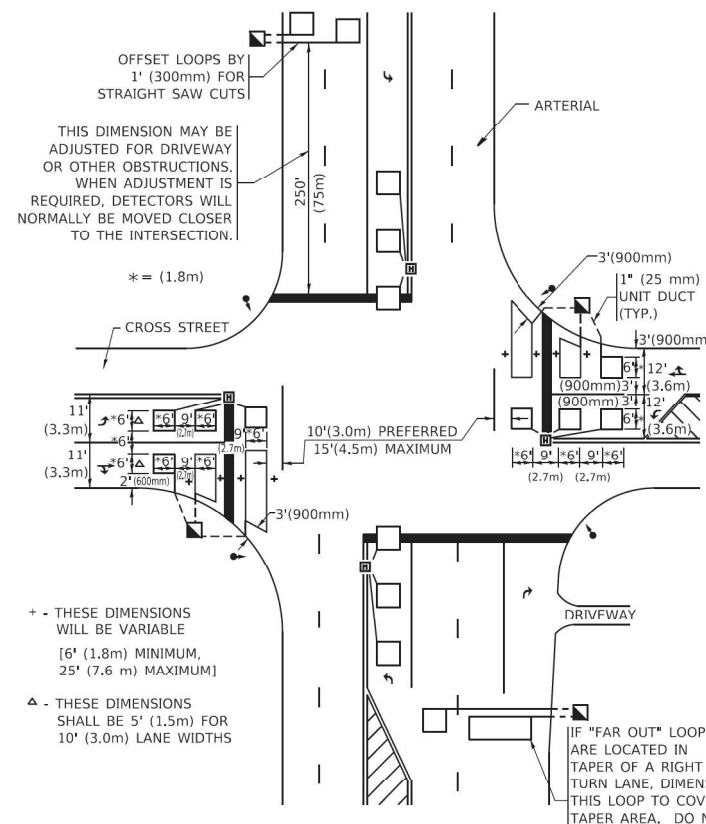 OFFSET LOOPS BY
1' (300mm) FOR
STRAIGHT SAW CUTS
THIS DIMENSION MAY BE
ADJUSTED FOR DRIVEWAY
OR OTHER OBSTRUCTIONS.
WHEN ADJUSTMENT IS
REQUIRED, DETECTORS WILL
NORMALLY BE MOVED CLOSER
TO THE INTERSECTION.
250'
(75m)
ARTERIAL
* = (1.8m)
H
3'(900mm)
1" (25 mm)
UNIT DUCT
(TYP.)
CROSS STREET
3'(900mm
6'*
12'
(3.6m)
(900mm) 3'
(900mm) 3'
6'*
12'
(3.6m)
H
*6' 9' *6' 9' *6'
(2.7m) (2.7m)
H
11'
(3.3m)
*6' Δ *6' 9' *6'
(2.7m)
*6'
9' *6'
(2.7m)
11'
(3.3m)
*6' Δ *6' 9' *6'
(2.7m)
2' (600mm)
10'(3.0m) PREFERRED
15'(4.5m) MAXIMUM
3'(900mm)
H
+ - THESE DIMENSIONS
WILL BE VARIABLE
[6' (1.8m) MINIMUM,
25' (7.6 m) MAXIMUM]
Δ - THESE DIMENSIONS
SHALL BE 5' (1.5m) FOR
10' (3.0m) LANE WIDTHS
DRIVEWAY
IF "FAR OUT" LOOP
ARE LOCATED IN
TAPER OF A RIGHT
TURN LANE, DIMENS
THIS LOOP TO COV
TAPER AREA. DO N